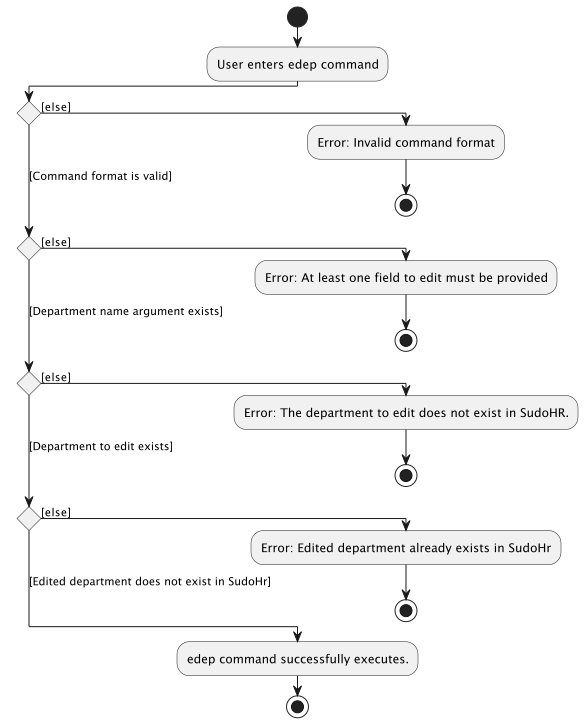 User enters edep command
[else]
Error: Invalid command format
[Command format is valid]
[else]
Error: At least one field to edit must be provided
[Department name argument exists]
[else]
Error: The department to edit does not exist in SudoHR.
[Department to edit exists]
[else]
Error: Edited department already exists in SudoHr
[Edited department does not exist in SudoHr]
edep command successfully executes.